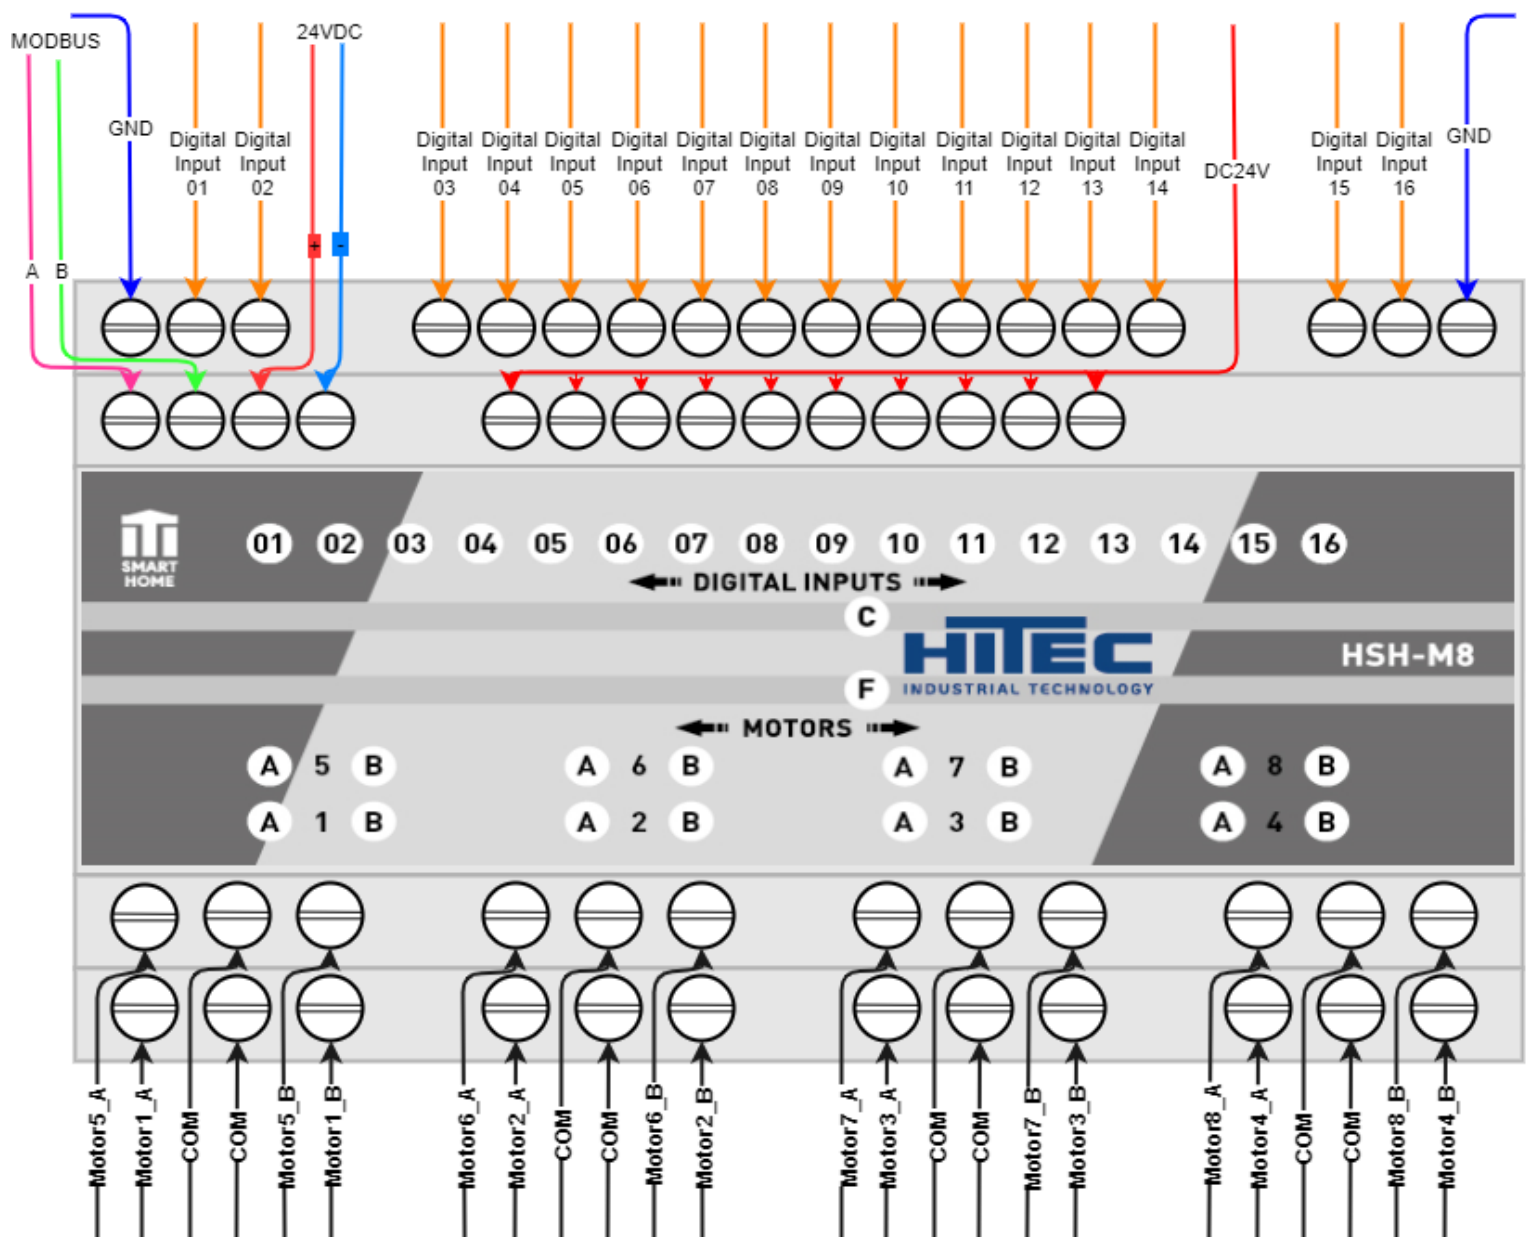 MODBUS
24VDC
GND
Digital
Input
01
Digital
Input
02
Digital
Input
03
Digital
Input
04
Digital
Input
05
Digital
Input
06
Digital
Input
07
Digital
Input
08
Digital
Input
09
Digital
Input
10
Digital
Input
11
Digital
Input
12
Digital
Input
13
Digital
Input
14
DC24V
Digital
Input
15
Digital
Input
16
GND
A B
+ -
SMART
HOME
01 02 03 04 05 06 07 08 09 10 11 12 13 14 15 16
DIGITAL INPUTS
C
HITEC
INDUSTRIAL TECHNOLOGY
HSH-M8
F
MOTORS
A 5 B A 6 B A 7 B A 8 B
A 1 B A 2 B A 3 B A 4 B
Motor5_A
Motor1_A
COM
COM
Motor5_B
Motor1_B
Motor6_A
Motor2_A
COM
COM
Motor6_B
Motor2_B
Motor7_A
Motor3_A
COM
COM
Motor7_B
Motor3_B
Motor8_A
Motor4_A
COM
COM
Motor8_B
Motor4_B